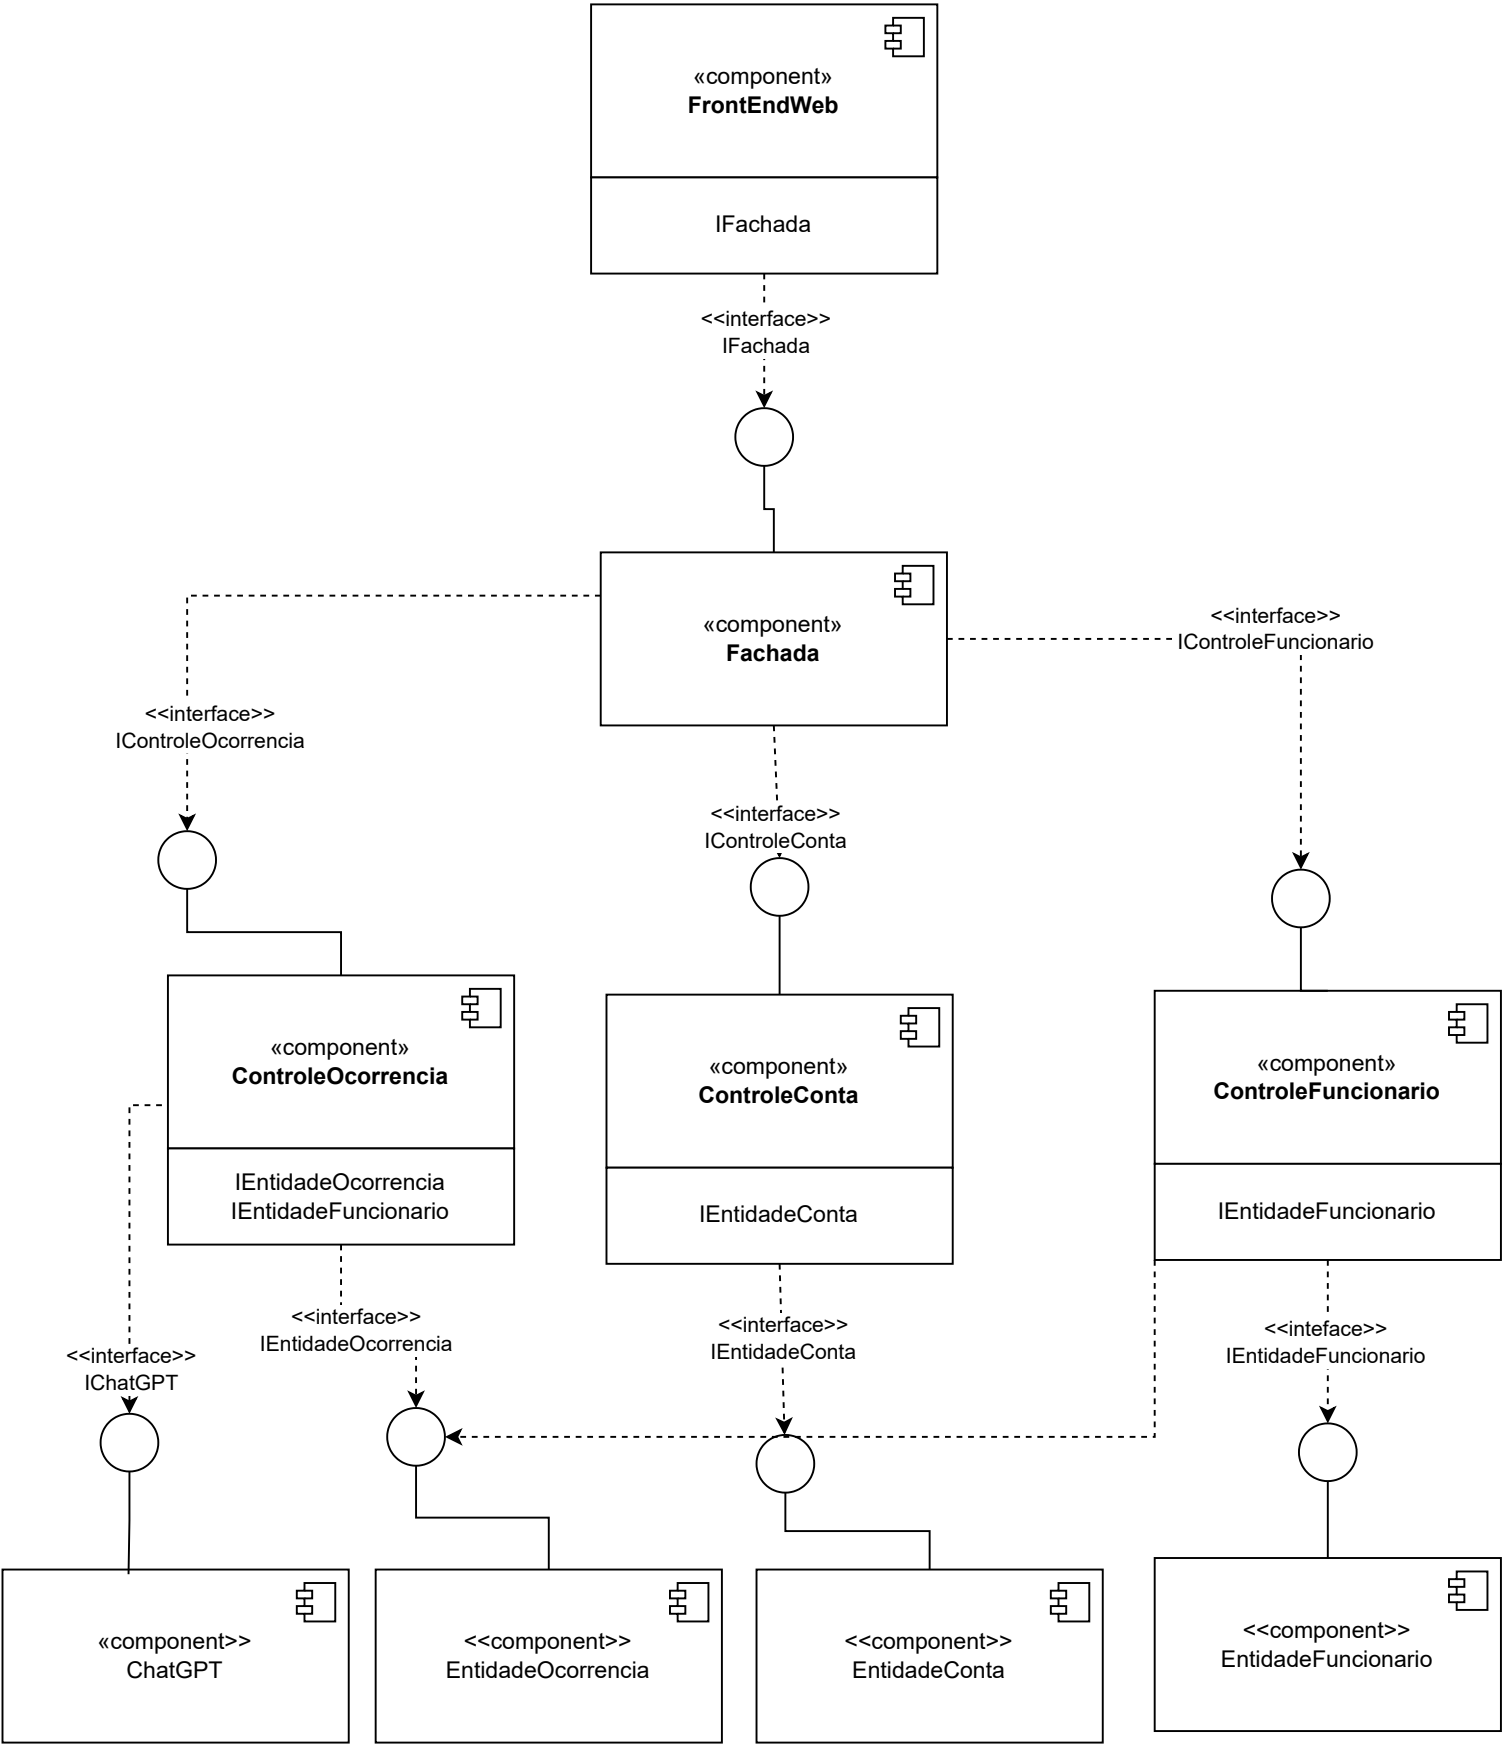 «component»
FrontEndWeb
IFachada
<<interface>>
IFachada
«component»
Fachada
<<interface>>
IControleFuncionario
<<interface>>
IControleOcorrencia
<<interface>>
IControleConta
«component»
ControleOcorrencia
IEntidadeOcorrencia
IEntidadeFuncionario
«component»
ControleConta
IEntidadeConta
«component»
ControleFuncionario
IEntidadeFuncionario
<<interface>>
IChatGPT
<<interface>>
IEntidadeOcorrencia
<<interface>>
IEntidadeConta
<<inteface>>
IEntidadeFuncionario
«component>>
ChatGPT
<<component>>
EntidadeOcorrencia
<<component>>
EntidadeConta
<<component>>
EntidadeFuncionario